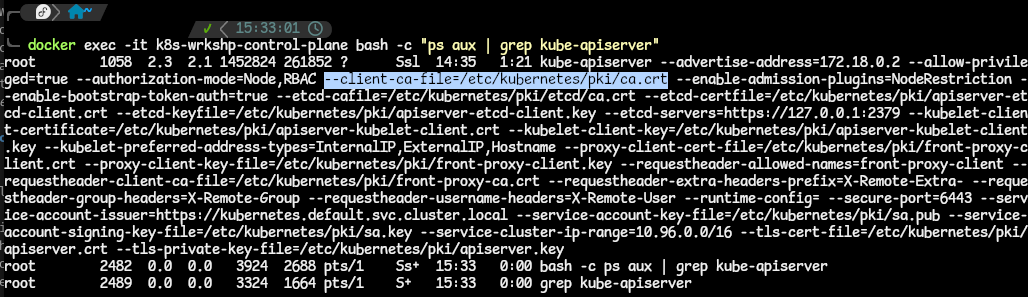 ~
✓ 15:33:01
docker exec -it k8s-wrkshp-control-plane bash -c "ps aux | grep kube-apiserver"
root 1058 2.3 2.1 1452824 261852 ? Ssl 14:35 1:21 kube-apiserver --advertise-address=172.18.0.2 --allow-privile
ged=true --authorization-mode=Node,RBAC --client-ca-file=/etc/kubernetes/pki/ca.crt --enable-admission-plugins=NodeRestriction -
-enable-bootstrap-token-auth=true --etcd-cafile=/etc/kubernetes/pki/etcd/ca.crt --etcd-certfile=/etc/kubernetes/pki/apiserver-et
cd-client.crt --etcd-keyfile=/etc/kubernetes/pki/apiserver-etcd-client.key --etcd-servers=https://127.0.0.1:2379 --kubelet-clien
t-certificate=/etc/kubernetes/pki/apiserver-kubelet-client.crt --kubelet-client-key=/etc/kubernetes/pki/apiserver-kubelet-client
.key --kubelet-preferred-address-types=InternalIP,ExternalIP,Hostname --proxy-client-cert-file=/etc/kubernetes/pki/front-proxy-c
lient.crt --proxy-client-key-file=/etc/kubernetes/pki/front-proxy-client.key --requestheader-allowed-names=front-proxy-client --
requestheader-client-ca-file=/etc/kubernetes/pki/front-proxy-ca.crt --requestheader-extra-headers-prefix=X-Remote-Extra- --reque
stheader-group-headers=X-Remote-Group --requestheader-username-headers=X-Remote-User --runtime-config= --secure-port=6443 --serv
ice-account-issuer=https://kubernetes.default.svc.cluster.local --service-account-key-file=/etc/kubernetes/pki/sa.pub --service-
account-signing-key-file=/etc/kubernetes/pki/sa.key --service-cluster-ip-range=10.96.0.0/16 --tls-cert-file=/etc/kubernetes/pki/
apiserver.crt --tls-private-key-file=/etc/kubernetes/pki/apiserver.key
root 2482 0.0 0.0 3924 2688 pts/1 Ss+ 15:33 0:00 bash -c ps aux | grep kube-apiserver
root 2489 0.0 0.0 3324 1664 pts/1 S+ 15:33 0:00 grep kube-apiserver